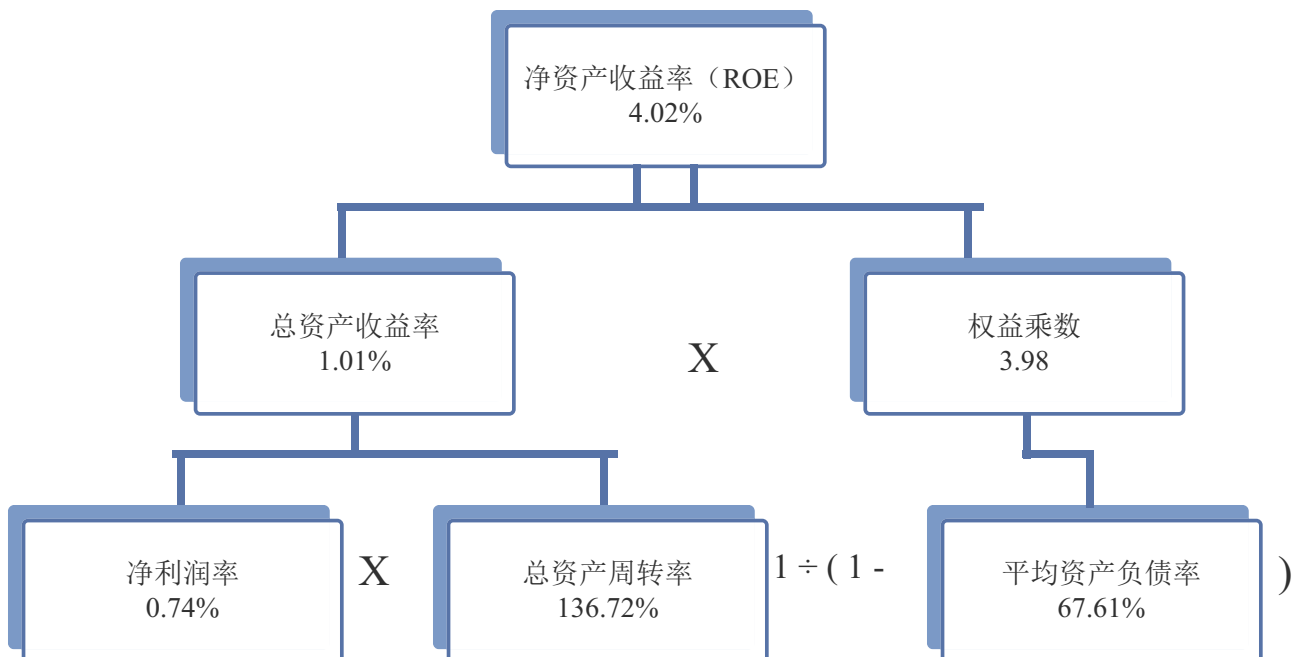 净资产收益率（ROE）
4.02%
总资产收益率
1.01%
X
权益乘数
3.98
净利润率
0.74%
X
总资产周转率
136.72%
1 ÷ ( 1 -
平均资产负债率
67.61%
)